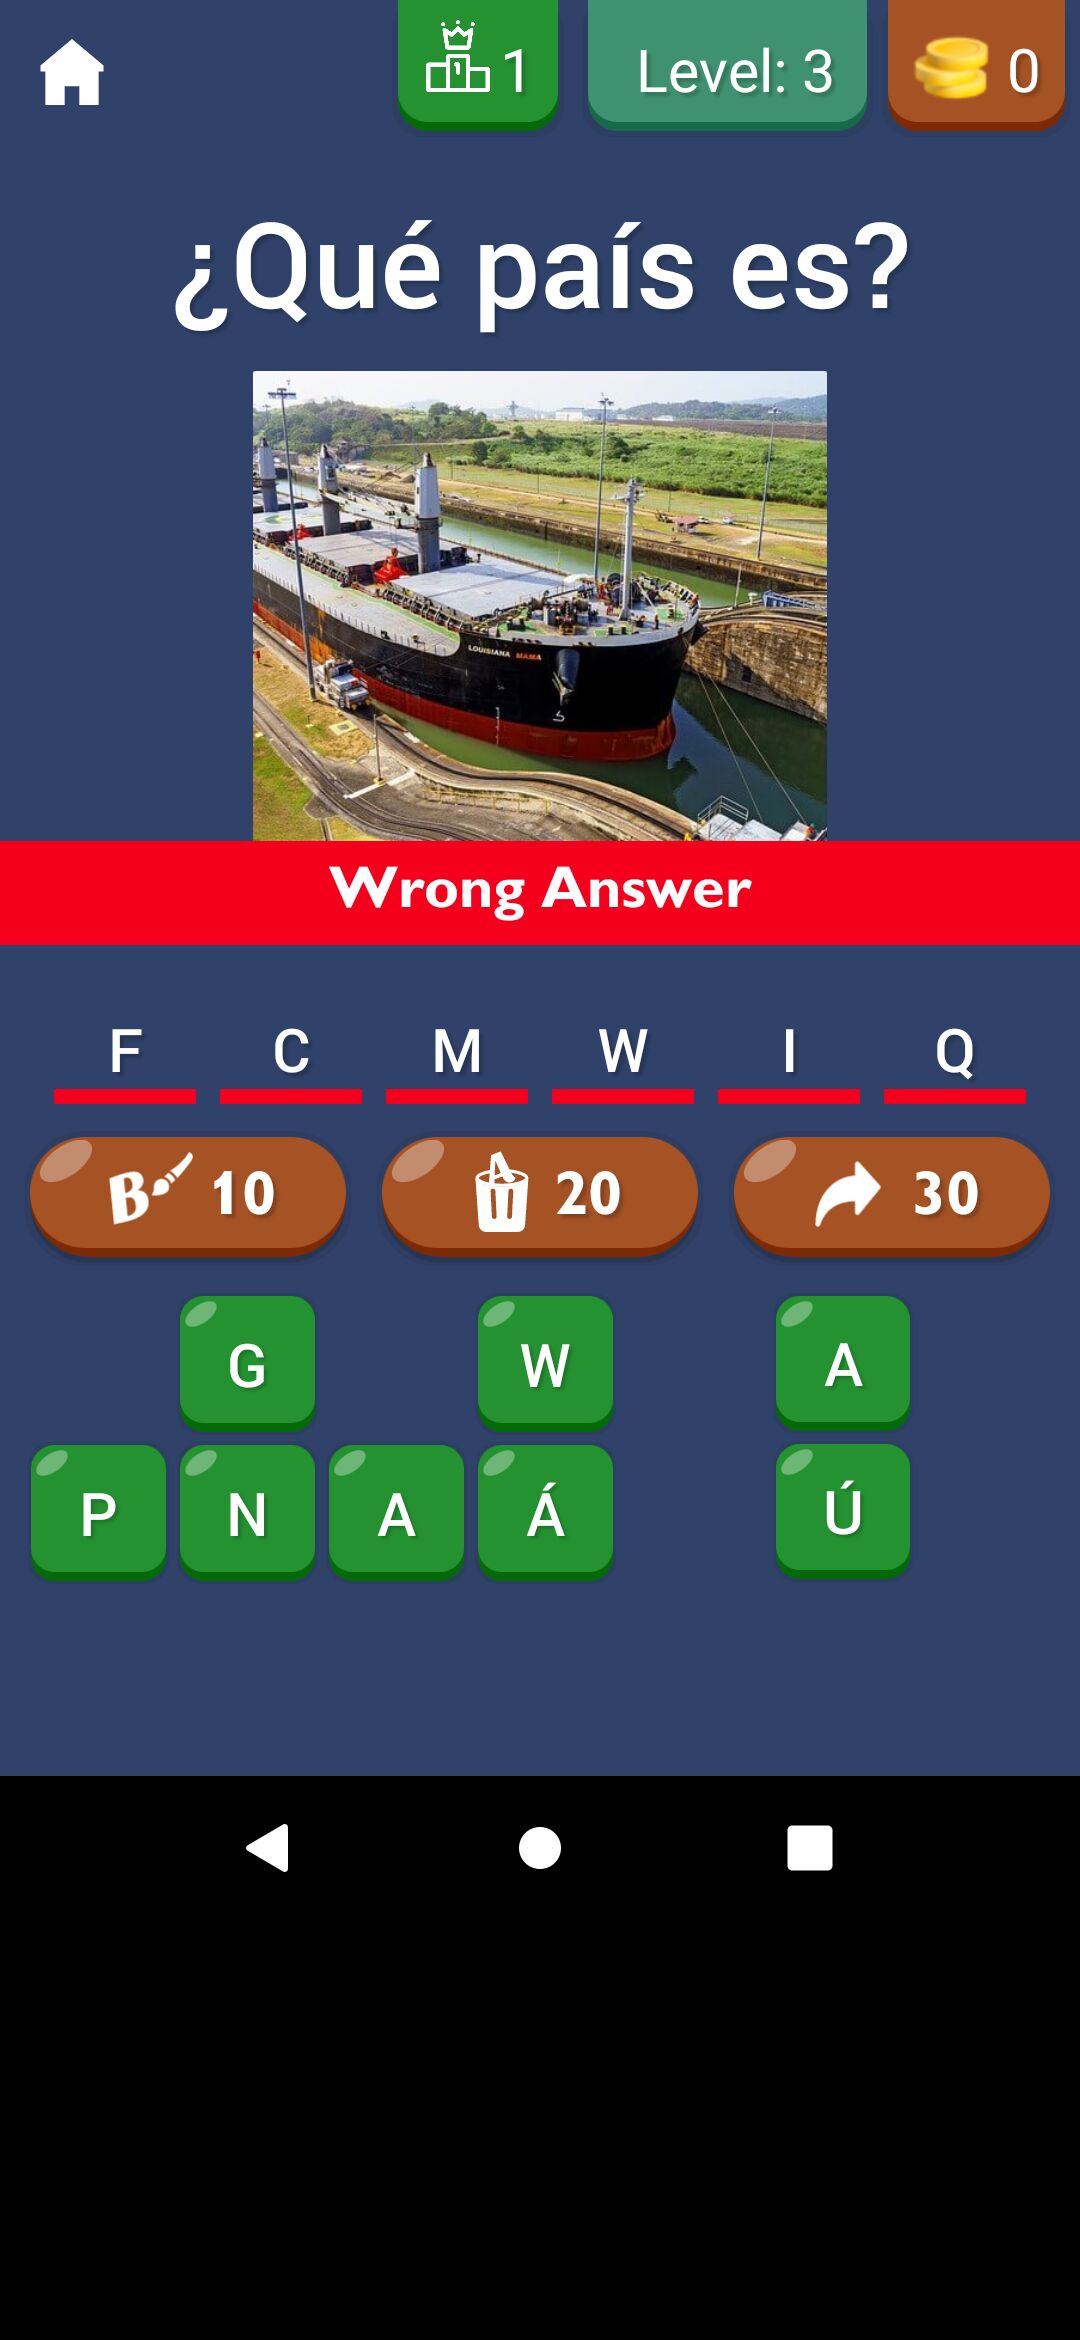 1 Level: 3 0
¿Qué país es?
LOUISIANA MAMA
Wrong Answer
F C M W I Q
B 10 20 30
G W A
P N A Á Ú